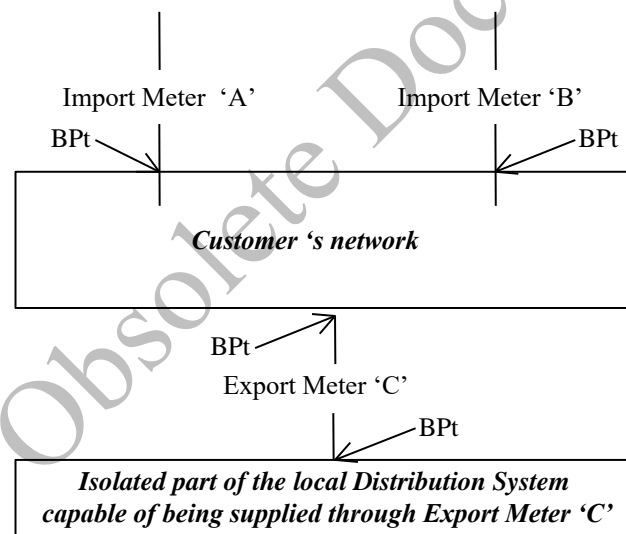 Import Meter ‘A’ Import Meter ‘B’
BPt BPt
Customer ‘s network
BPt
Export Meter ‘C’
BPt
Isolated part of the local Distribution System
capable of being supplied through Export Meter ‘C’
Obsolete Doc